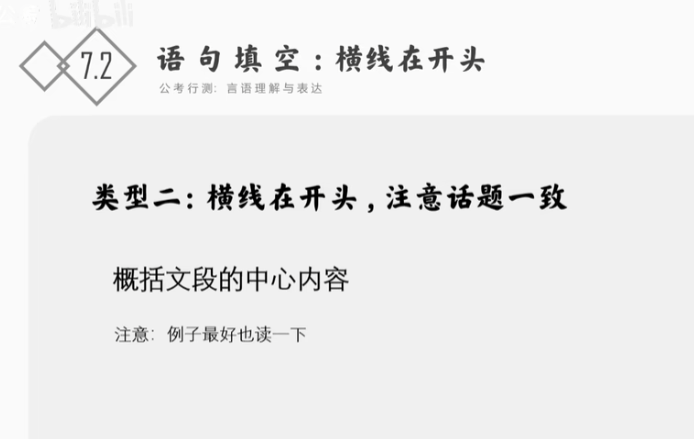 公考
bilibili
7.2
语句填空：横线在开头
公考行测：言语理解与表达
类型二：横线在开头，注意话题一致
概括文段的中心内容
注意：例子最好也读一下